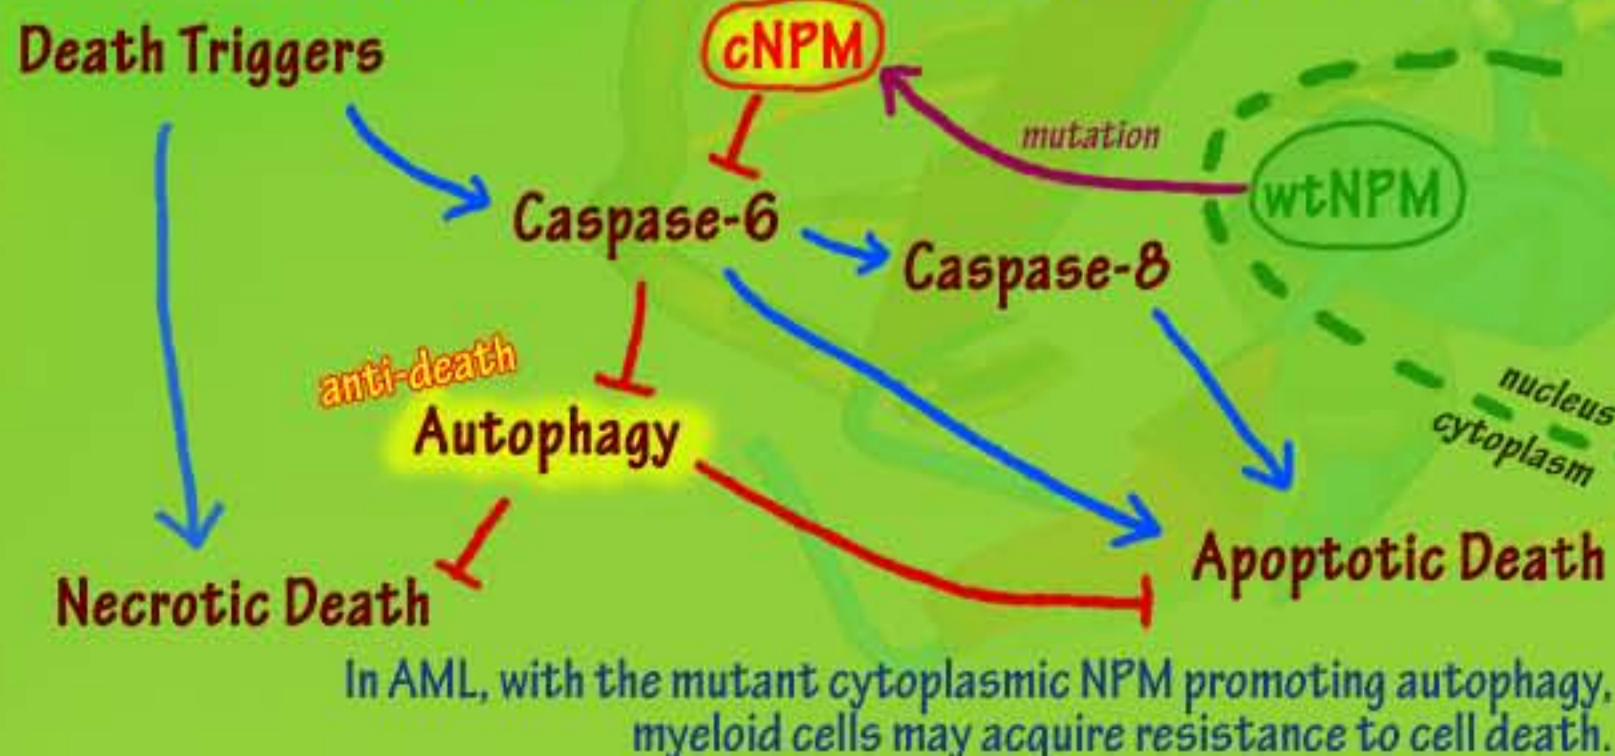 Death Triggers
cNPM
mutation
wtNPM
Caspase-6
Caspase-8
anti-death
Autophagy
nucleus
cytoplasm
Necrotic Death
Apoptotic Death
In AML, with the mutant cytoplasmic NPM promoting autophagy,
myeloid cells may acquire resistance to cell death.